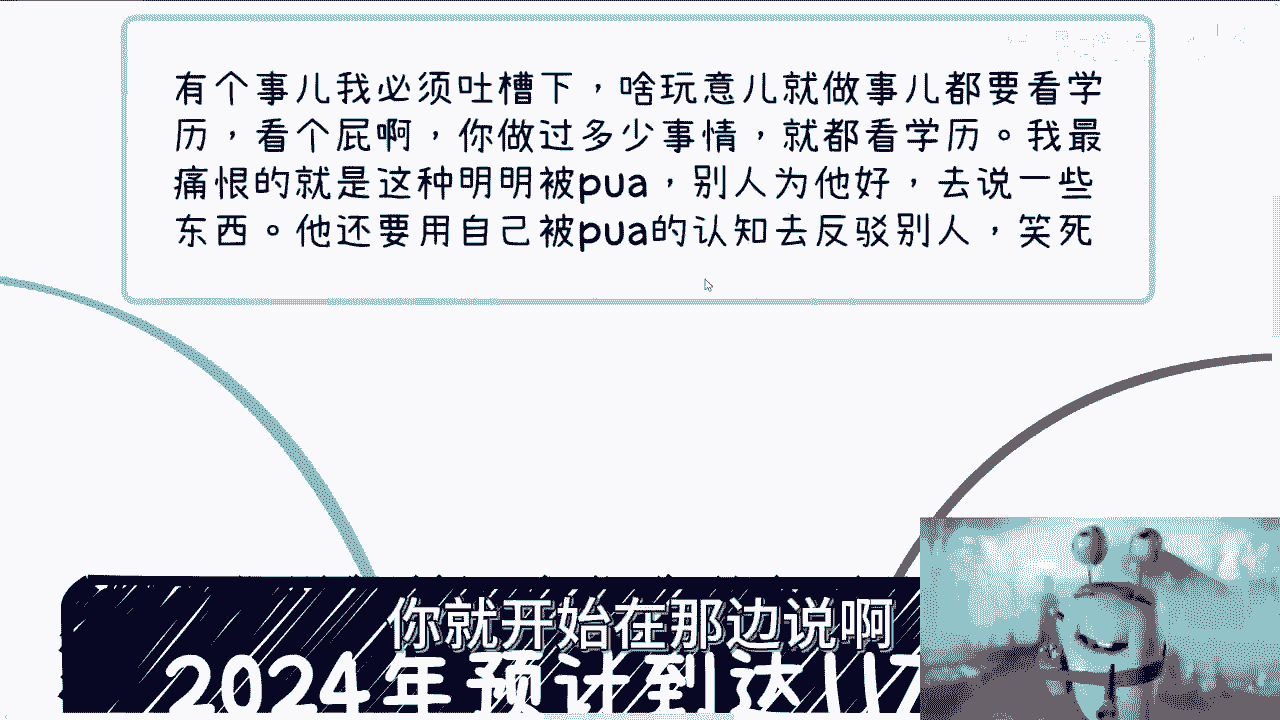 有个事儿我必须吐槽下，啥玩意儿就做事儿都要看学
历，看个屁啊，你做过多少事情，就都看学历。我最
痛恨的就是这种明明被pua，别人为他好，去说一些
东西。他还要用自己被pua的认知去反驳别人，笑死
你就开始在那边说啊
2024年预计到达117